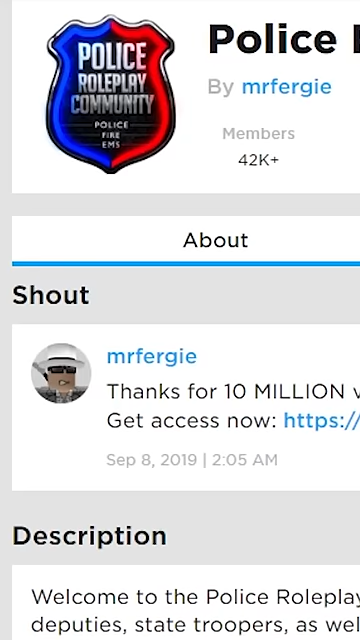 POLICE
ROLEPLAY
COMMUNITY
POLICE
FIRE
EMS
Police
By mrfergie
Members
42K+
About
Shout
mrfergie
Thanks for 10 MILLION
Get access now: https://
Sep 8, 2019 | 2:05 AM
Description
Welcome to the Police Roleplay
deputies, state troopers, as